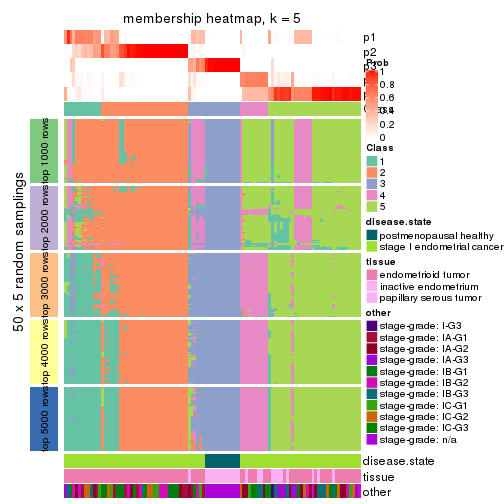 membership heatmap, k = 5
p1
p2
p3
Prob
1
0.8
0.6
0.4
0.2
0
Class
1
2
3
4
5
disease.state
postmenopausal healthy
stage I endometrial cancer
tissue
endometrioid tumor
inactive endometrium
papillary serous tumor
other
stage-grade: I-G3
stage-grade: IA-G1
stage-grade: IA-G2
stage-grade: IA-G3
stage-grade: IB-G1
stage-grade: IB-G2
stage-grade: IB-G3
stage-grade: IC-G1
stage-grade: IC-G2
stage-grade: IC-G3
stage-grade: n/a
50 x 5 random samplings
top 1000 rows
top 2000 rows
top 3000 rows
top 4000 rows
top 5000 rows
disease.state
tissue
other